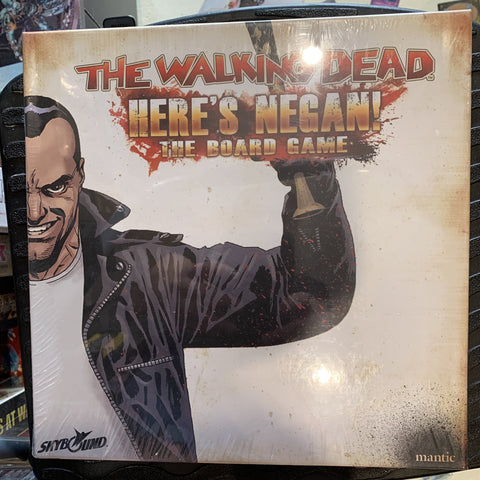 THE WALKING DEAD
HERE'S NEGAN!
THE BOARD GAME
SKYBOUND
mantic